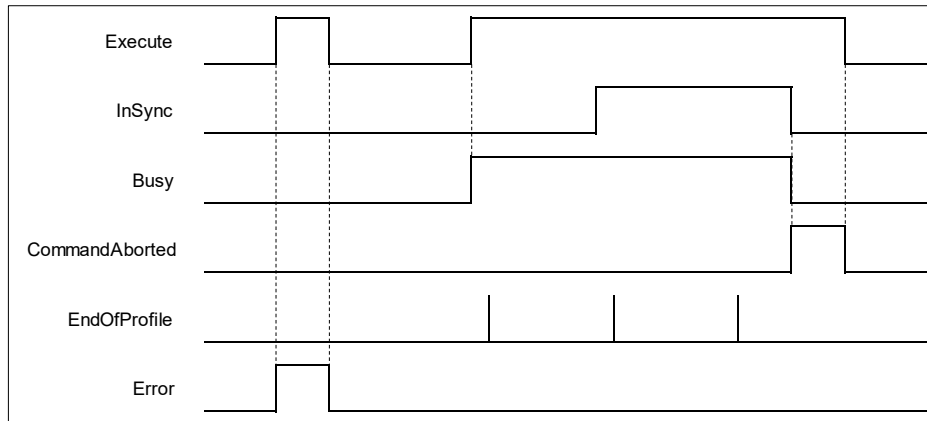 Execute
InSync
Busy
CommandAborted
EndOfProfile
Error